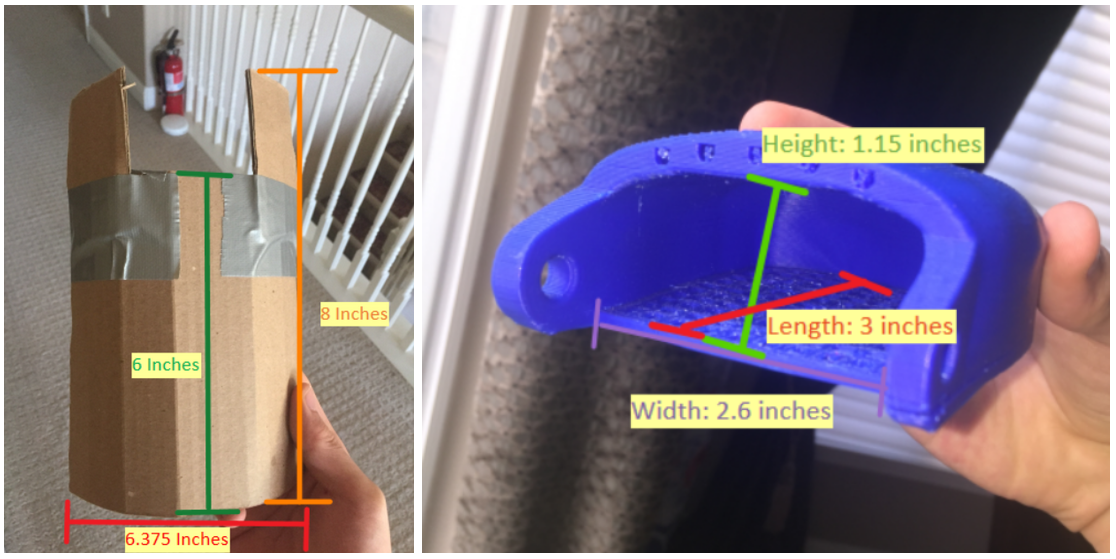 8 Inches
6 Inches
6.375 Inches
Height: 1.15 inches
Length: 3 inches
Width: 2.6 inches